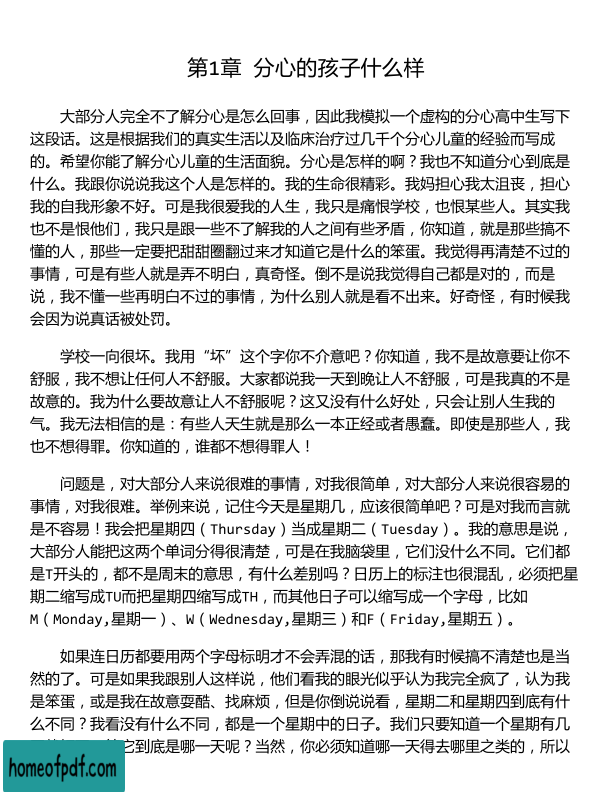 第1章 分心的孩子什么样
大部分人完全不了解分心是怎么回事，因此我模拟一个虚构的分心高中生写下
这段话。这是根据我们的真实生活以及临床治疗过几千个分心儿童的经验而写成
的。希望你能了解分心儿童的生活面貌。分心是怎样的啊？我也不知道分心到底是
什么。我跟你说说我这个人是怎样的。我的生命很精彩。我妈担心我太沮丧，担心
我的自我形象不好。可是我很爱我的人生，我只是痛恨学校，也恨某些人。其实我
也不是恨他们，我只是跟一些不了解我的人之间有些矛盾，你知道，就是那些搞不
懂的人，那些一定要把甜甜圈翻过来才知道它是什么的笨蛋。我觉得再清楚不过的
事情，可是有些人就是弄不明白，真奇怪。倒不是说我觉得自己都是对的，而是
说，我不懂一些再明白不过的事情，为什么别人就是看不出来。好奇怪，有时候我
会因为说真话被处罚。
学校一向很坏。我用“坏”这个字你不介意吧？你知道，我不是故意要让你不
舒服，我不想让任何人不舒服。大家都说我一天到晚让人不舒服，可是我真的不是
故意的。我为什么要故意让人不舒服呢？这又没有什么好处，只会让别人生我的
气。我无法相信的是：有些人天生就是那么一本正经或者愚蠢。即使是那些人，我
也不想得罪。你知道的，谁都不想得罪人！
问题是，对大部分人来说很难的事情，对我很简单，对大部分人来说很容易的
事情，对我很难。举例来说，记住今天是星期几，应该很简单吧？可是对我而言就
是不容易！我会把星期四（Thursday）当成星期二（Tuesday）。我的意思是说，
大部分人能把这两个单词分得很清楚，可是在我脑袋里，它们没什么不同。它们都
是T开头的，都不是周末的意思，有什么差别吗？日历上的标注也很混乱，必须把星
期二缩写成TU而把星期四缩写成TH，而其他日子可以缩写成一个字母，比如
M（Monday,星期一）、W（Wednesday,星期三）和F（Friday,星期五）。
如果连日历都要用两个字母标明才不会弄混的话，那我有时候搞不清楚也是当
然的了。可是如果我跟别人这样说，他们看我的眼光似乎认为我完全疯了，认为我
是笨蛋，或是我在故意耍酷、找麻烦，但是你倒说说看，星期二和星期四到底有什
么不同？我看没有什么不同，都是一个星期中的日子。我们只要知道一个星期有几
它到底是哪一天呢？当然，你必须知道哪一天得去哪里之类的，所以
homeofpdf.com